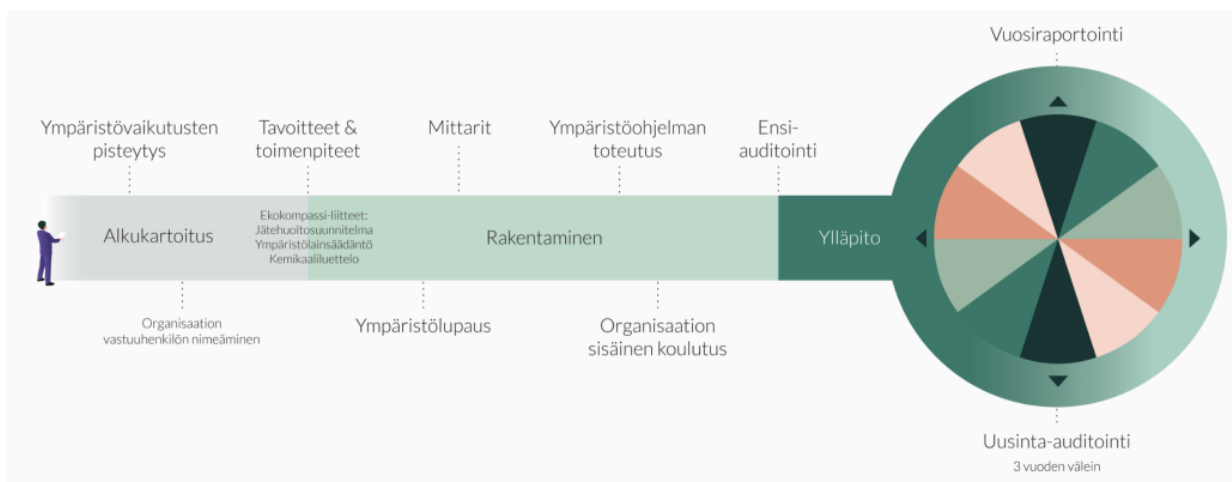 Vuosiraportointi
Ympäristövaikutusten
pisteytys
Tavoitteet &
toimenpiteet
Mittarit
Ympäristöohjelman
toteutus
Ensi-
auditointi
Alkukartoitus
Ekokompassi-liitteet:
Jätehuoltosuunnitelma
Ympäristölainsäädäntö
Kemikaaliluettelo
Rakentaminen
Ylläpito
Organisaation
vastuuhenkilön nimeäminen
Ympäristölupaus
Organisaation
sisäinen koulutus
Uusinta-auditointi
3 vuoden välein